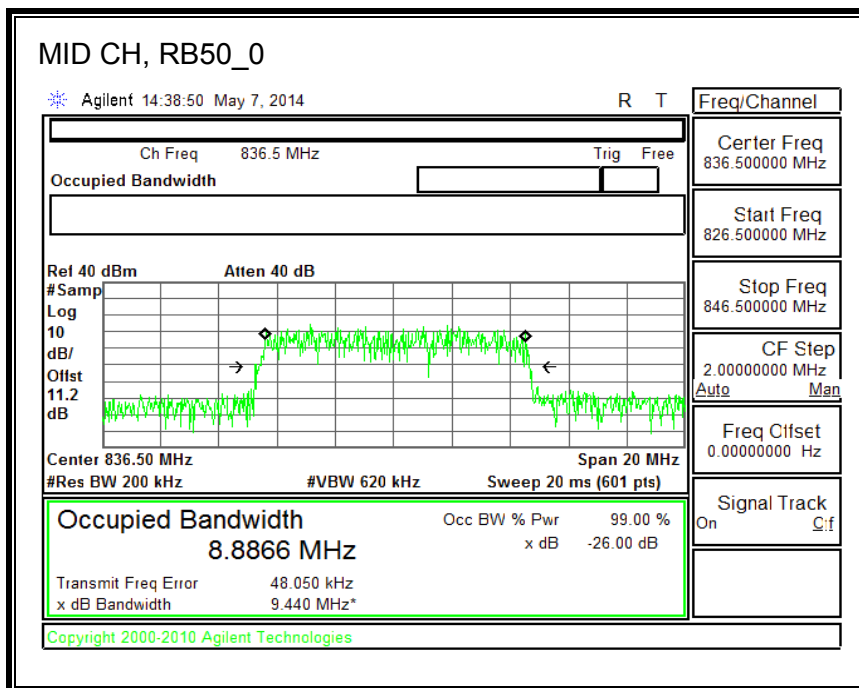 MID CH, RB50_0
Agilent 14:38:50 May 7, 2014 R T
Freq/Channel
Ch Freq 836.5 MHz Trig Free
Occupied Bandwidth
Center Freq
836.500000 MHz
Start Freq
826.500000 MHz
Stop Freq
846.500000 MHz
CF Step
2.00000000 MHz
Auto Man
Freq Offset
0.00000000 Hz
Signal Track
On Off
Ref 40 dBm Atten 40 dB
#Samp
Log
10
dB/
Offst
11.2
dB
Center 836.50 MHz Span 20 MHz
#Res BW 200 kHz #VBW 620 kHz Sweep 20 ms (601 pts)
Occupied Bandwidth Occ BW % Pwr 99.00 %
8.8866 MHz x dB -26.00 dB
Transmit Freq Error 48.050 kHz
x dB Bandwidth 9.440 MHz*
Copyright 2000-2010 Agilent Technologies